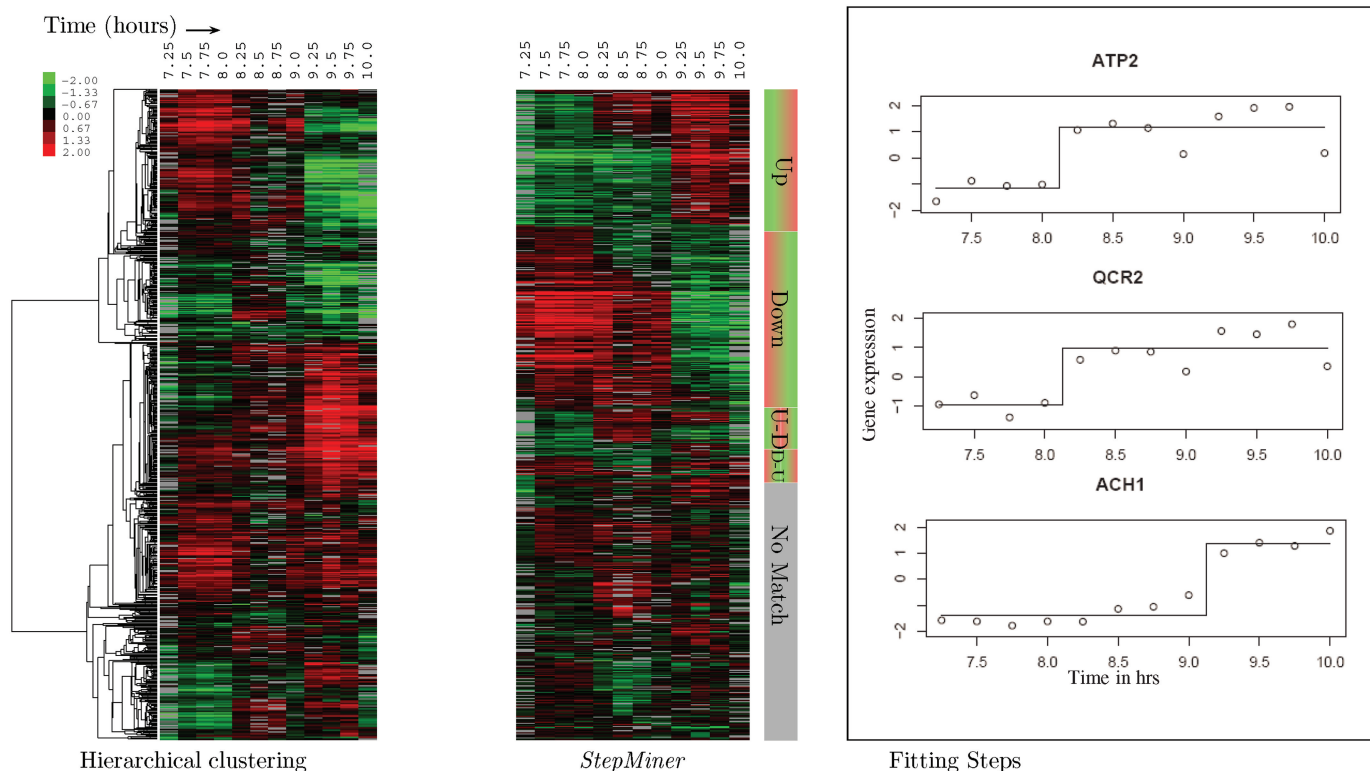 Time (hours)
7.25 7.5 7.75 8.0 8.25 8.5 8.75 9.0 9.25 9.5 9.75 10.0
-2.00
-1.33
-0.67
0.00
0.67
1.33
2.00
Hierarchical clustering
7.25 7.5 7.75 8.0 8.25 8.5 8.75 9.0 9.25 9.5 9.75 10.0
Up
Down
U-D
D-U
No Match
StepMiner
ATP2
2
1
0
-2
7.5 8.0 8.5 9.0 9.5 10.0
QCR2
2
1
0
-1
7.5 8.0 8.5 9.0 9.5 10.0
Gene expression
ACH1
2
1
0
-2
7.5 8.0 8.5 9.0 9.5 10.0
Time in hrs
Fitting Steps